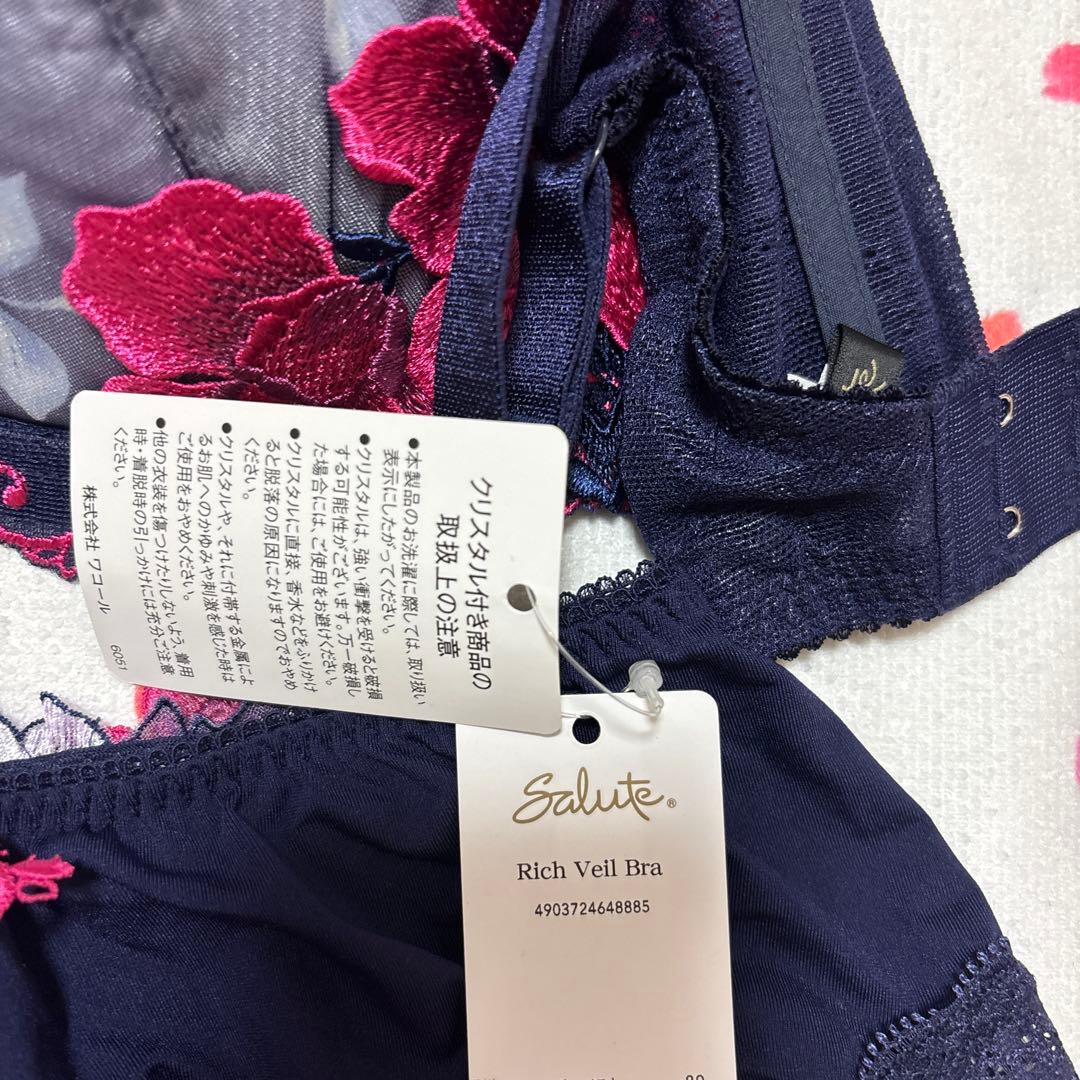 クリスタル付き商品の
取扱上の注意
●本製品のお洗濯に際しては、取り扱い
表示にしたがってください。
●クリスタルは、強い衝撃を受けると破損
する可能性がございます。万一破損し
た場合には、ご使用をお避けください。
●クリスタルに直接、香水などをふりかけ
ると脱落の原因になりますのでおやめ
ください。
●クリスタルや、それに付帯する金属によ
るお肌へのかゆみや刺激を感じた時は
ご使用をおやめください。
●他の衣装を傷つけたりしないよう、着用
時・着脱時の引っかけには充分ご注意
ください。
株式会社 ワコール
6051
Salute®
Rich Veil Bra
4903724648885